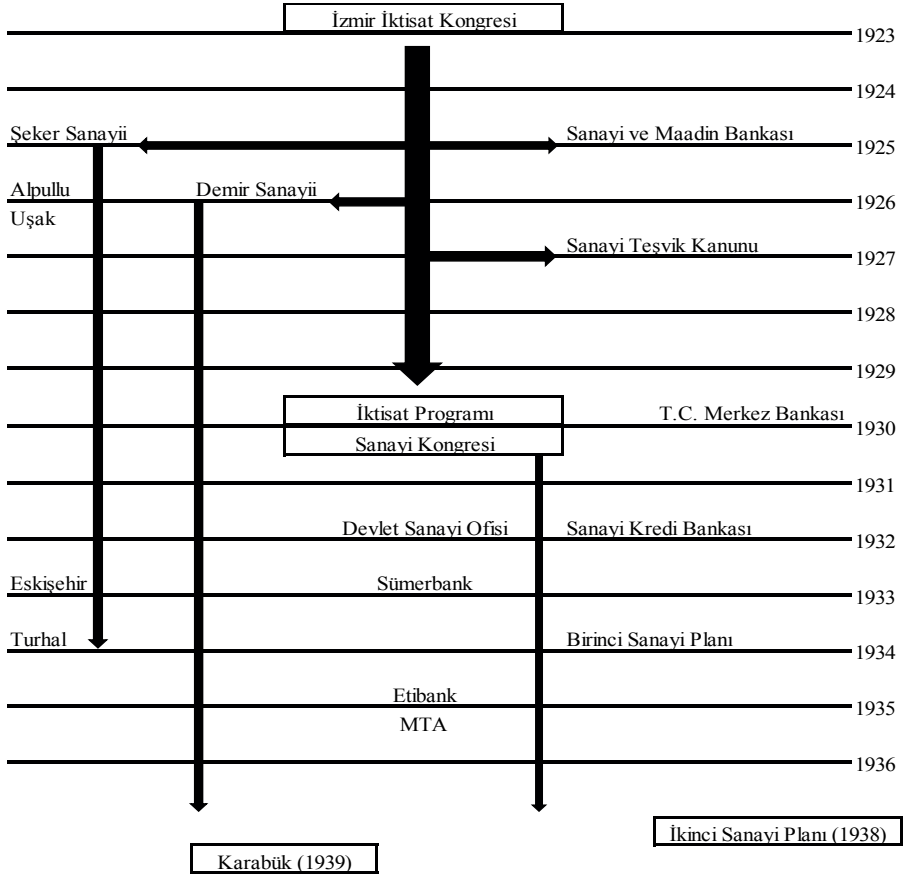 İzmir İktisat Kongresi
1923
1924
Şeker Sanayii
Sanayi ve Maadin Bankası
1925
Alpullu
Demir Sanayii
1926
Uşak
Sanayi Teşvik Kanunu
1927
1928
1929
İktisat Programı
T.C. Merkez Bankası
1930
Sanayi Kongresi
1931
Devlet Sanayi Ofisi
Sanayi Kredi Bankası
1932
Eskişehir
Sümerbank
1933
Turhal
Birinci Sanayi Planı
1934
Etibank
1935
MTA
1936
İkinci Sanayi Planı (1938)
Karabük (1939)